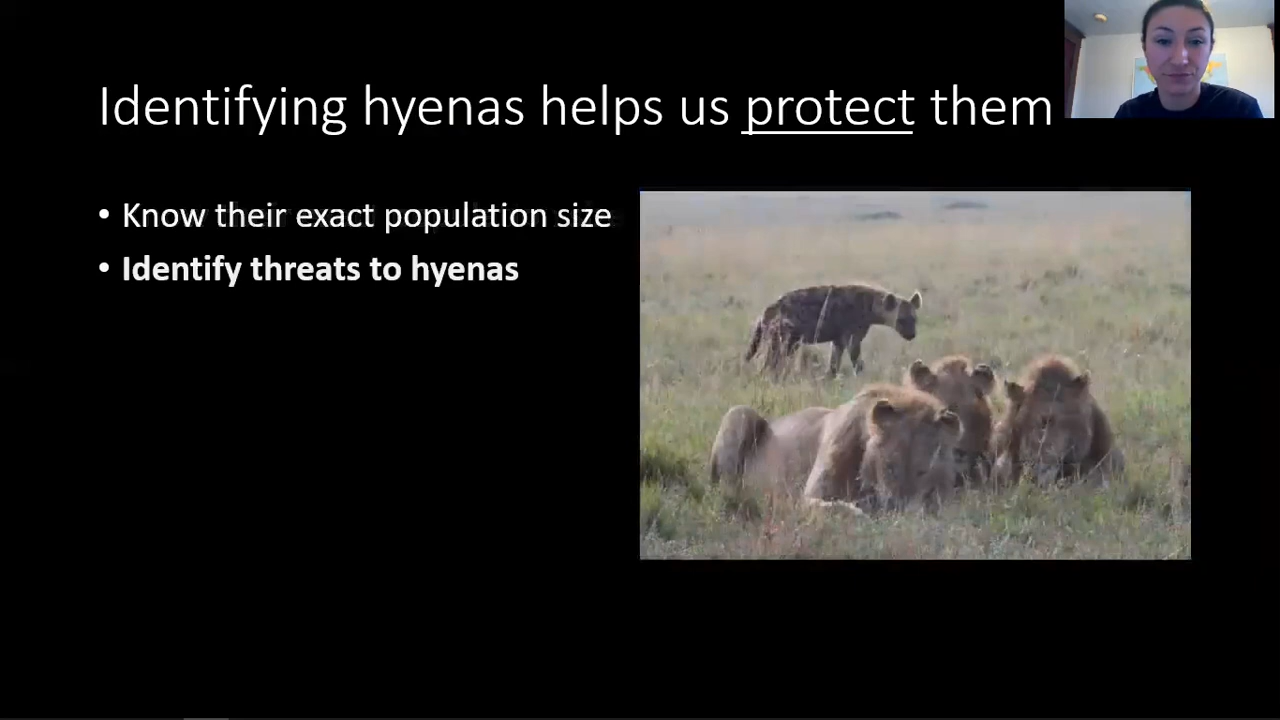 Identifying hyenas helps us protect them
• Know their exact population size
• Identify threats to hyenas